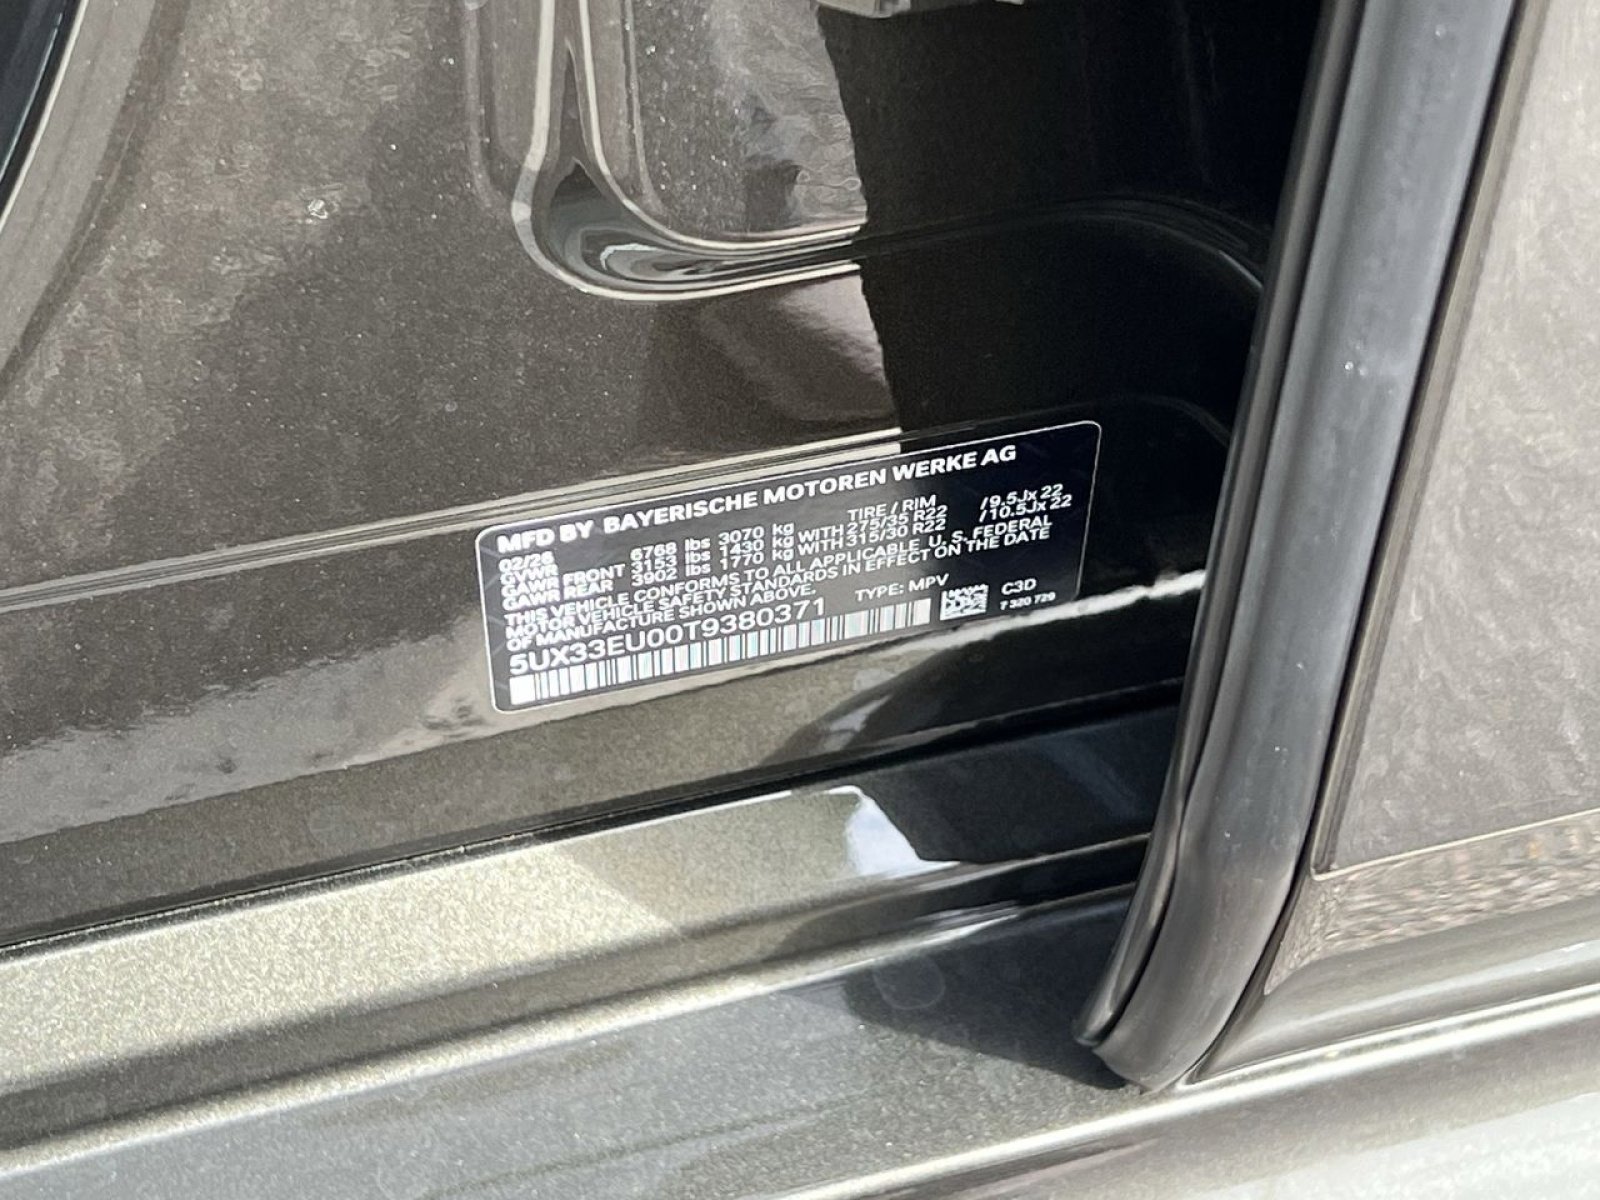 MFD BY BAYERISCHE MOTOREN WERKE AG
02/26 TIRE / RIM
GVWR 6768 lbs 3070 kg
GAWR FRONT 3153 lbs 1430 kg WITH 275/35 R22 /9.5Jx22
GAWR REAR 3902 lbs 1770 kg WITH 315/30 R22 /10.5Jx22
THIS VEHICLE CONFORMS TO ALL APPLICABLE U. S. FEDERAL
MOTOR VEHICLE SAFETY STANDARDS IN EFFECT ON THE DATE
OF MANUFACTURE SHOWN ABOVE. TYPE: MPV C3D
5UX33EU00T9380371 7 320 729